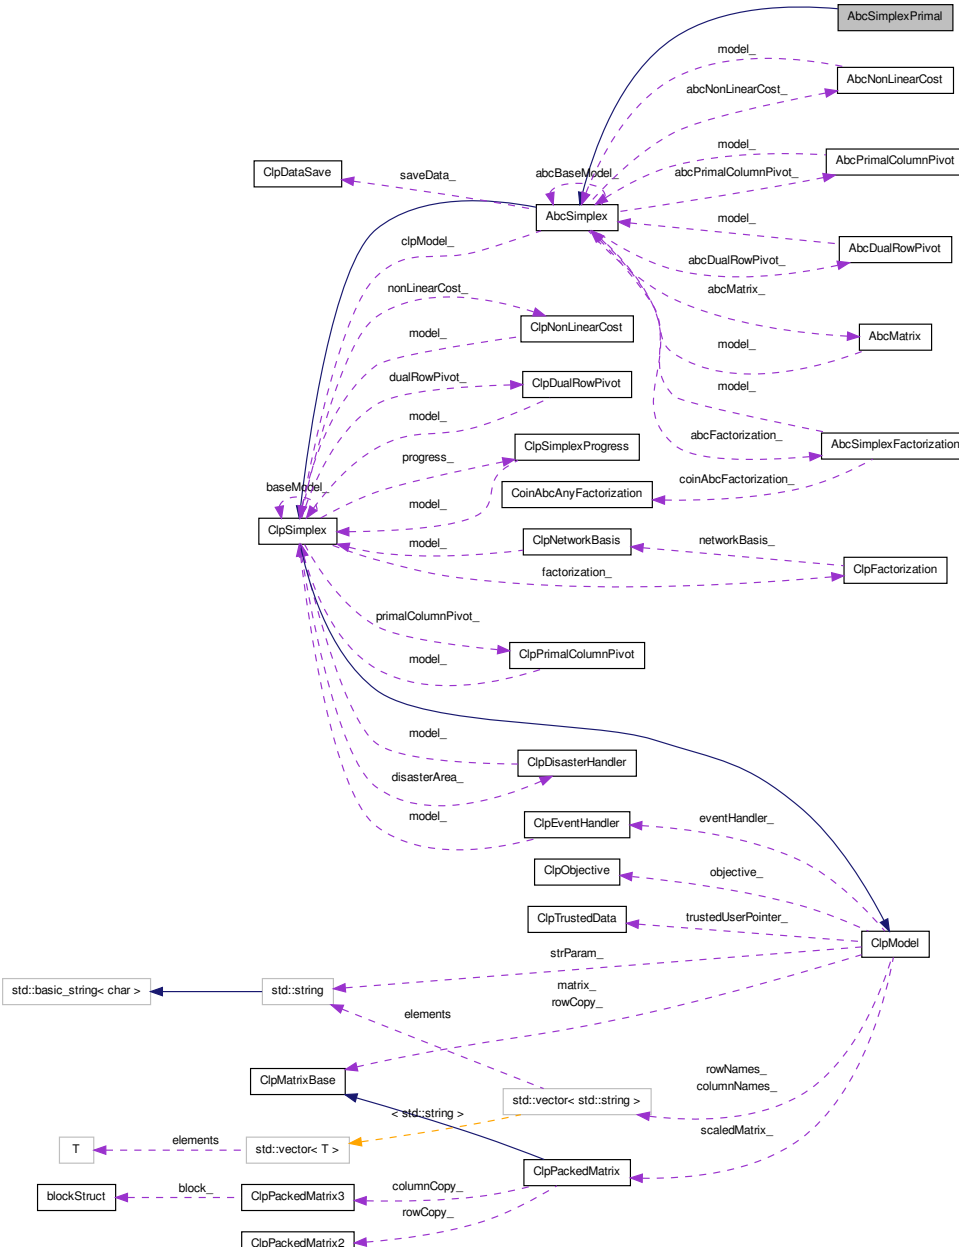 AbcSimplexPrimal
model_
AbcNonLinearCost
abcNonLinearCost_
model_
AbcPrimalColumnPivot
ClpDataSave
saveData_
abcBaseModel_
abcPrimalColumnPivot_
AbcSimplex
model_
clpModel_
AbcDualRowPivot
abcDualRowPivot_
nonLinearCost_
abcMatrix_
ClpNonLinearCost
model_
AbcMatrix
model_
dualRowPivot_
ClpDualRowPivot
model_
model_
abcFactorization_
ClpSimplexProgress
AbcSimplexFactorization
progress_
coinAbcFactorization_
baseModel_
CoinAbcAnyFactorization
model_
ClpSimplex
ClpNetworkBasis
networkBasis_
model_
factorization_
ClpFactorization
primalColumnPivot_
ClpPrimalColumnPivot
model_
model_
ClpDisasterHandler
disasterArea_
model_
ClpEventHandler
eventHandler_
ClpObjective
objective_
ClpTrustedData
trustedUserPointer_
ClpModel
strParam_
std::basic_string< char >
std::string
matrix_
rowCopy_
elements
ClpMatrixBase
rowNames_
columnNames_
std::vector< std::string >
< std::string >
scaledMatrix_
T
elements
std::vector< T >
ClpPackedMatrix
blockStruct
block_
ClpPackedMatrix3
columnCopy_
rowCopy_
ClpPackedMatrix2